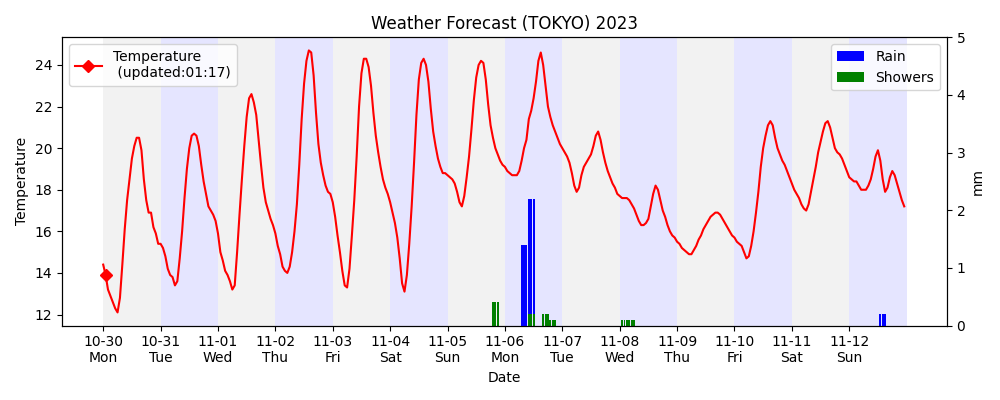 Weather Forecast (TOKYO) 2023
Temperature
(updated:01:17)
Rain
Showers
Temperature
24
22
20
18
16
14
12
5
4
3
2
1
0
mm
10-30 10-31 11-01 11-02 11-03 11-04 11-05 11-06 11-07 11-08 11-09 11-10 11-11 11-12
Mon Tue Wed Thu Fri Sat Sun Mon Tue Wed Thu Fri Sat Sun
Date